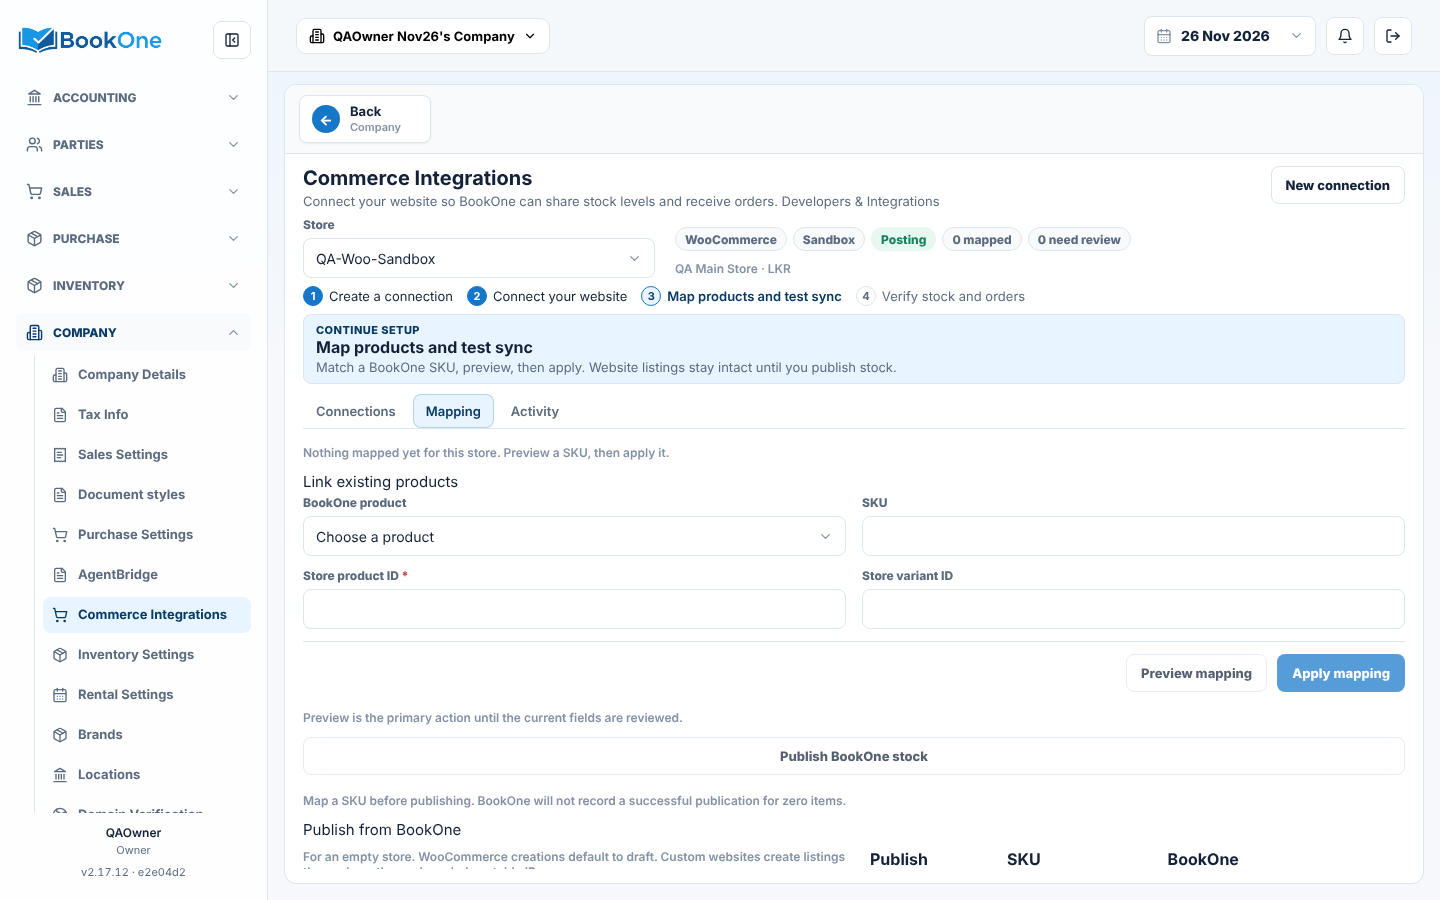 BookOne
QAOwner Nov26's Company
26 Nov 2026
ACCOUNTING
PARTIES
SALES
PURCHASE
INVENTORY
COMPANY
Company Details
Tax Info
Sales Settings
Document styles
Purchase Settings
AgentBridge
Commerce Integrations
Inventory Settings
Rental Settings
Brands
Locations
QAOwner
Owner
v2.17.12 · e2e04d2
Back
Company
Commerce Integrations
New connection
Connect your website so BookOne can share stock levels and receive orders. Developers & Integrations
Store
QA-Woo-Sandbox
WooCommerce Sandbox Posting 0 mapped 0 need review
QA Main Store · LKR
1 Create a connection 2 Connect your website 3 Map products and test sync 4 Verify stock and orders
CONTINUE SETUP
Map products and test sync
Match a BookOne SKU, preview, then apply. Website listings stay intact until you publish stock.
Connections Mapping Activity
Nothing mapped yet for this store. Preview a SKU, then apply it.
Link existing products
BookOne product SKU
Choose a product
Store product ID * Store variant ID
Preview mapping Apply mapping
Preview is the primary action until the current fields are reviewed.
Publish BookOne stock
Map a SKU before publishing. BookOne will not record a successful publication for zero items.
Publish from BookOne
For an empty store. WooCommerce creations default to draft. Custom websites create listings
Publish SKU BookOne